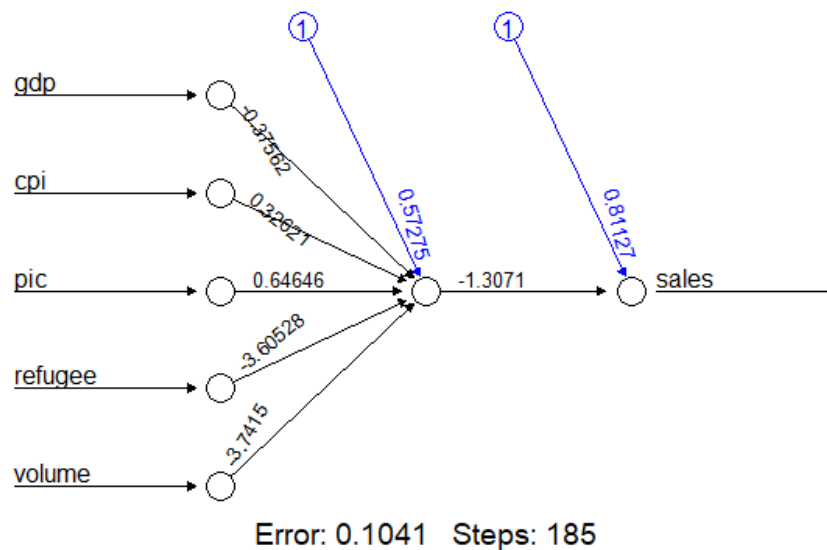 1
1
gdp
-0.37562
cpi
0.32621
0.57275
0.81127
pic
0.64646
-1.3071
sales
refugee
-3.60528
volume
-3.7415
Error: 0.1041 Steps: 185